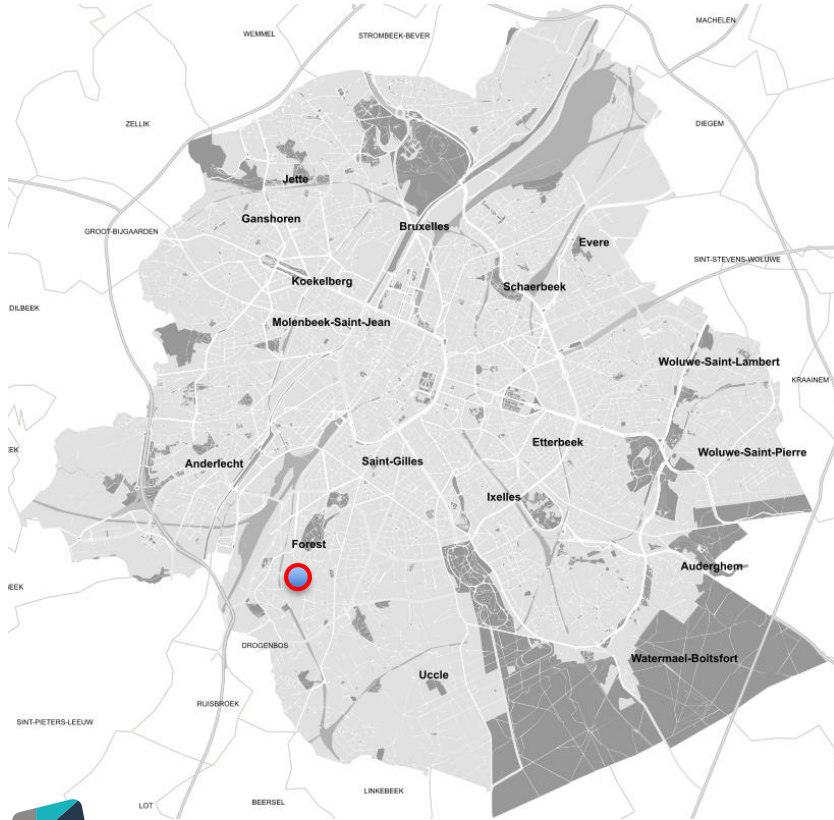 MACHELEN
WEMMEL
STROMBEEK-BEVER
ZELLIK
DIEGEM
Jette
Ganshoren
Bruxelles
GROOT-BIJGAARDEN
Evere
SINT-STEVENS-WOLUWE
Koekelberg
Schaerbeek
DILBEEK
Molenbeek-Saint-Jean
Woluwe-Saint-Lambert
KRAAINEM
Etterbeek
EEK
Woluwe-Saint-Pierre
Anderlecht
Saint-Gilles
Ixelles
Forest
Auderghem
BEEK
DROGENBOS
Watermael-Boitsfort
Uccle
RUISBROEK
SINT-PIETERS-LEEUW
LINKEBEEK
BEERSEL
LOT